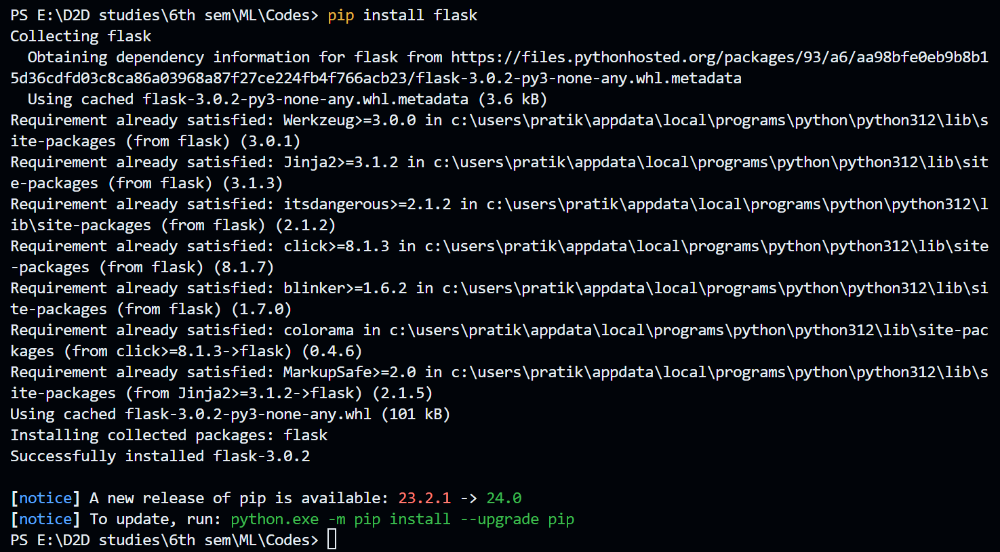 PS E:\D2D studies\6th sem\ML\Codes> pip install flask
Collecting flask
  Obtaining dependency information for flask from https://files.pythonhosted.org/packages/93/a6/aa98bfe0eb9b8b1
5d36cdfd03c8ca86a03968a87f27ce224fb4f766acb23/flask-3.0.2-py3-none-any.whl.metadata
  Using cached flask-3.0.2-py3-none-any.whl.metadata (3.6 kB)
Requirement already satisfied: Werkzeug>=3.0.0 in c:\users\pratik\appdata\local\programs\python\python312\lib\s
ite-packages (from flask) (3.0.1)
Requirement already satisfied: Jinja2>=3.1.2 in c:\users\pratik\appdata\local\programs\python\python312\lib\sit
e-packages (from flask) (3.1.3)
Requirement already satisfied: itsdangerous>=2.1.2 in c:\users\pratik\appdata\local\programs\python\python312\l
ib\site-packages (from flask) (2.1.2)
Requirement already satisfied: click>=8.1.3 in c:\users\pratik\appdata\local\programs\python\python312\lib\site
-packages (from flask) (8.1.7)
Requirement already satisfied: blinker>=1.6.2 in c:\users\pratik\appdata\local\programs\python\python312\lib\si
te-packages (from flask) (1.7.0)
Requirement already satisfied: colorama in c:\users\pratik\appdata\local\programs\python\python312\lib\site-pac
kages (from click>=8.1.3->flask) (0.4.6)
Requirement already satisfied: MarkupSafe>=2.0 in c:\users\pratik\appdata\local\programs\python\python312\lib\s
ite-packages (from Jinja2>=3.1.2->flask) (2.1.5)
Using cached flask-3.0.2-py3-none-any.whl (101 kB)
Installing collected packages: flask
Successfully installed flask-3.0.2

[notice] A new release of pip is available: 23.2.1 -> 24.0
[notice] To update, run: python.exe -m pip install --upgrade pip
PS E:\D2D studies\6th sem\ML\Codes>